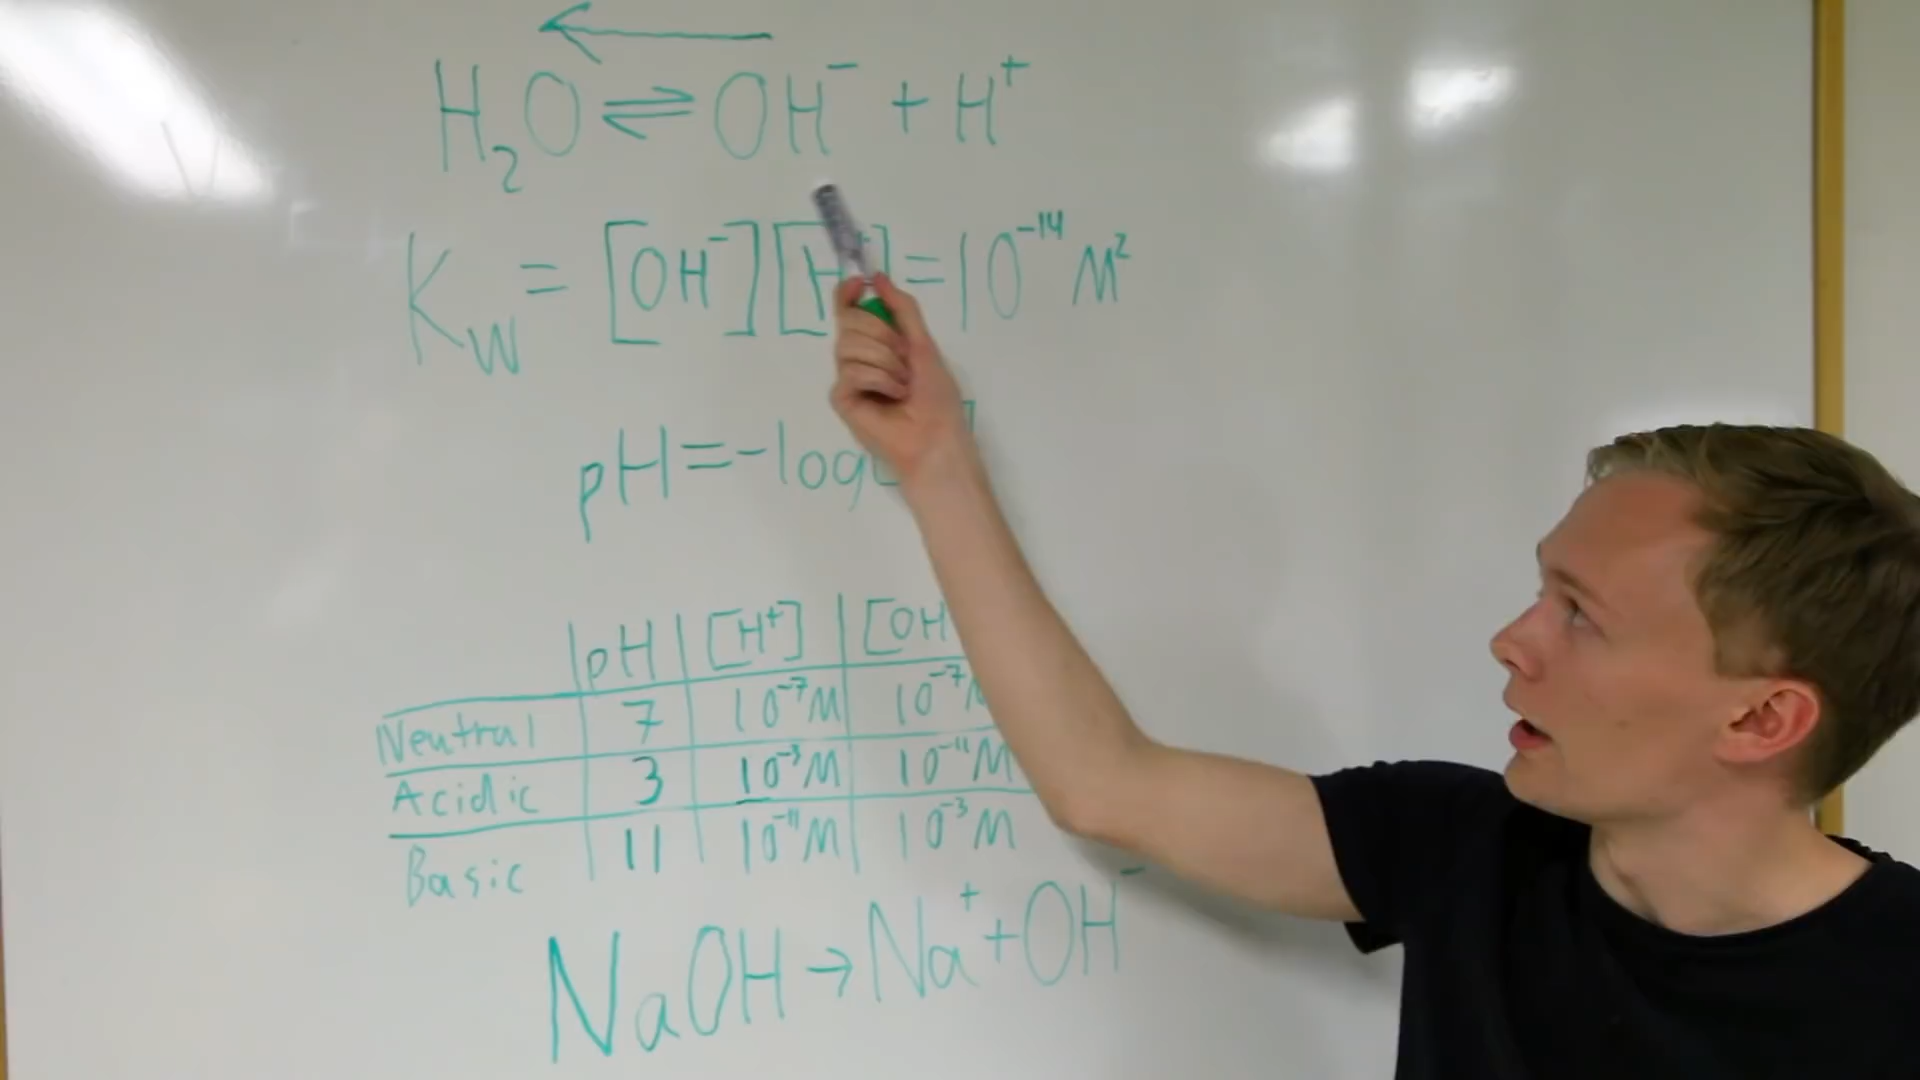 H₂O ⇌ OH⁻ + H⁺
K_W = [OH⁻][H⁺] = 10⁻¹⁴ M²
pH = -log
pH [H⁺] [OH
Neutral 7 10⁻⁷M 10⁻⁷M
Acidic 3 10⁻³M 10⁻¹¹M
Basic 11 10⁻¹¹M 10⁻³M
NaOH → Na⁺ + OH⁻